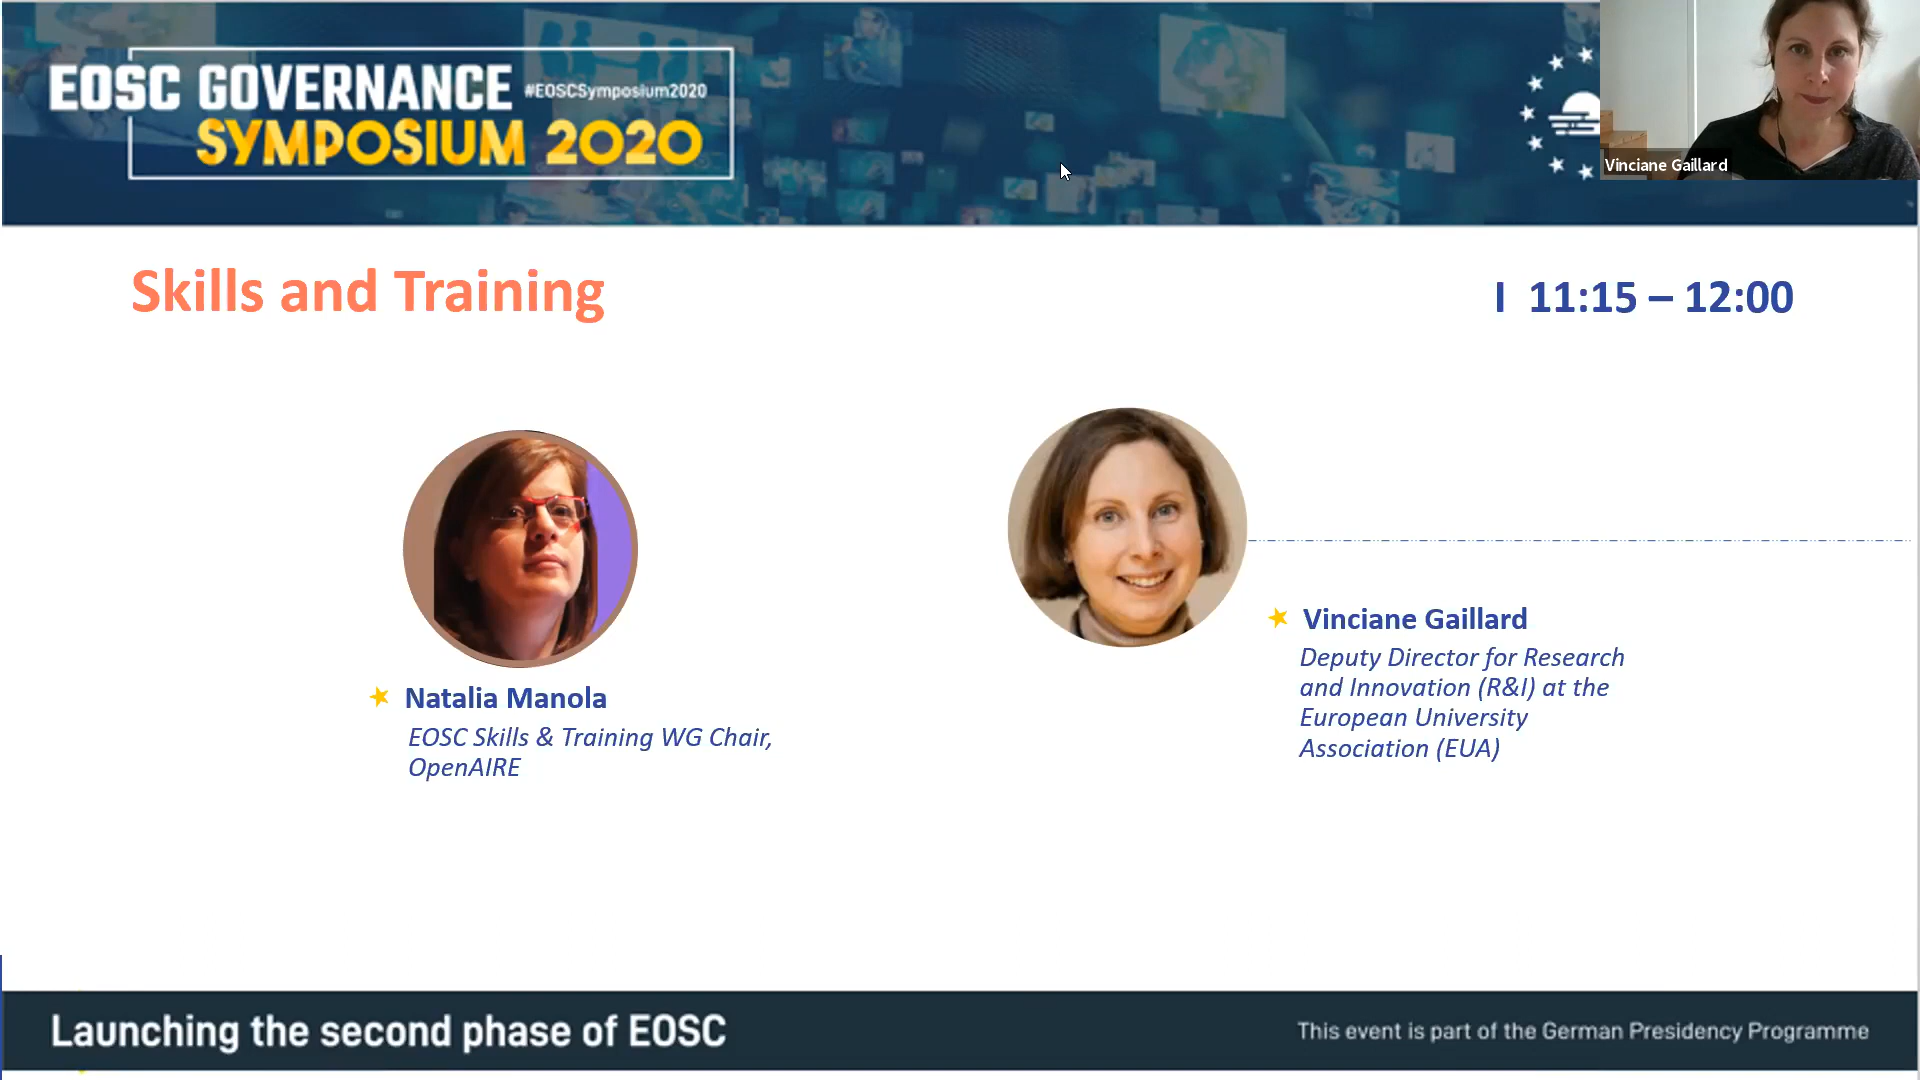 EOSC GOVERNANCE #EOSCSymposium2020
SYMPOSIUM 2020
Vinciane Gaillard
Skills and Training
I 11:15 – 12:00
Natalia Manola
EOSC Skills & Training WG Chair,
OpenAIRE
Vinciane Gaillard
Deputy Director for Research
and Innovation (R&I) at the
European University
Association (EUA)
Launching the second phase of EOSC
This event is part of the German Presidency Programme